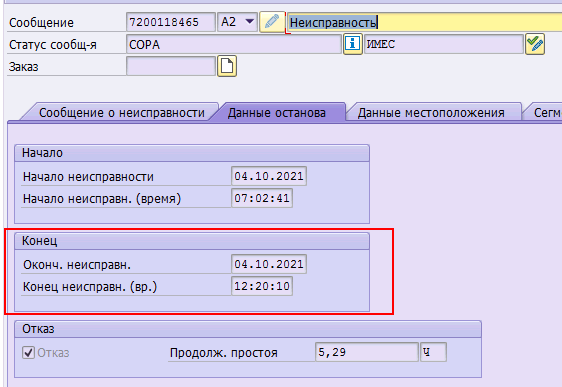 Сообщение 7200118465 A2 Неисправность
Статус сообщ-я СОРА ИМЕС
Заказ
Сообщение о неисправности Данные останова Данные местоположения Сегм
Начало
Начало неисправности 04.10.2021
Начало неисправн. (время) 07:02:41
Конец
Оконч. неисправн. 04.10.2021
Конец неисправн. (вр.) 12:20:10
Отказ
Отказ Продолж. простоя 5,29 Ч